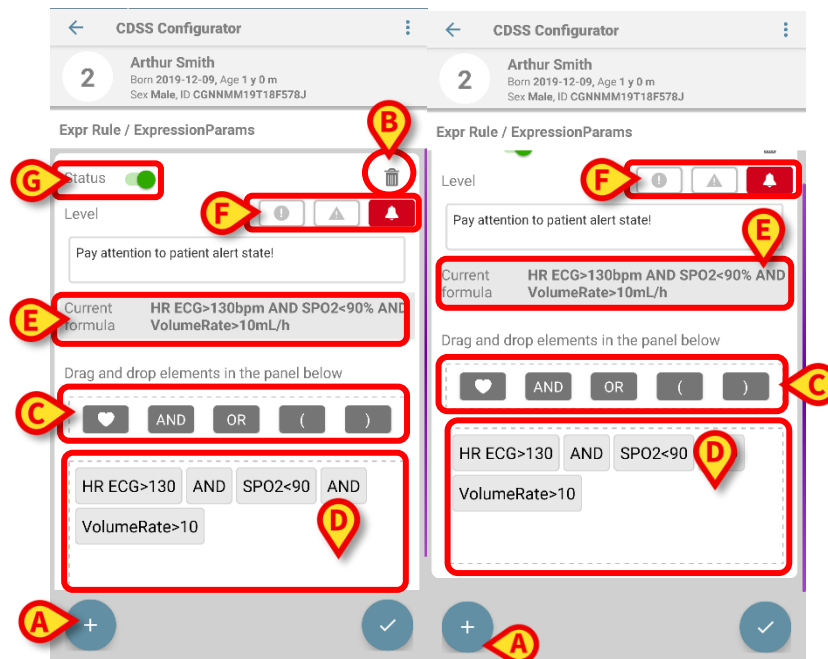 CDSS Configurator
2
Arthur Smith
Born 2019-12-09, Age 1 y 0 m
Sex Male, ID CGNNMM19T18F578J
Expr Rule / ExpressionParams
B
G
Status
F
Level
Pay attention to patient alert state!
E
Current formula
HR ECG>130bpm AND SPO2<90% AND
VolumeRate>10mL/h
Drag and drop elements in the panel below
C
AND
OR
(
)
HR ECG>130
AND
SPO2<90
AND
VolumeRate>10
D
A
+
CDSS Configurator
2
Arthur Smith
Born 2019-12-09, Age 1 y 0 m
Sex Male, ID CGNNMM19T18F578J
Expr Rule / ExpressionParams
F
Level
Pay attention to patient alert state!
E
Current formula
HR ECG>130bpm AND SPO2<90% AND
VolumeRate>10mL/h
Drag and drop elements in the panel below
AND
OR
(
)
C
HR ECG>130
AND
SPO2<90
D
VolumeRate>10
+
A